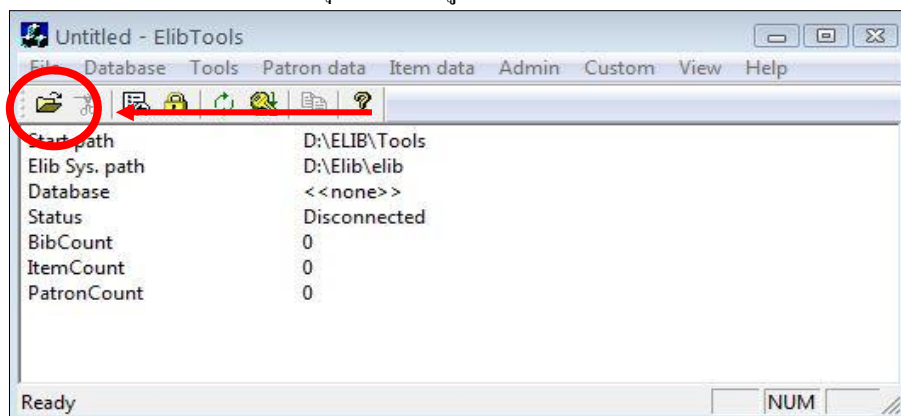 Untitled - ElibTools
File Database Tools Patron data Item data Admin Custom View Help
Start path D:\ELIB\Tools
Elib Sys. path D:\Elib\elib
Database <<none>>
Status Disconnected
BibCount 0
ItemCount 0
PatronCount 0
Ready NUM